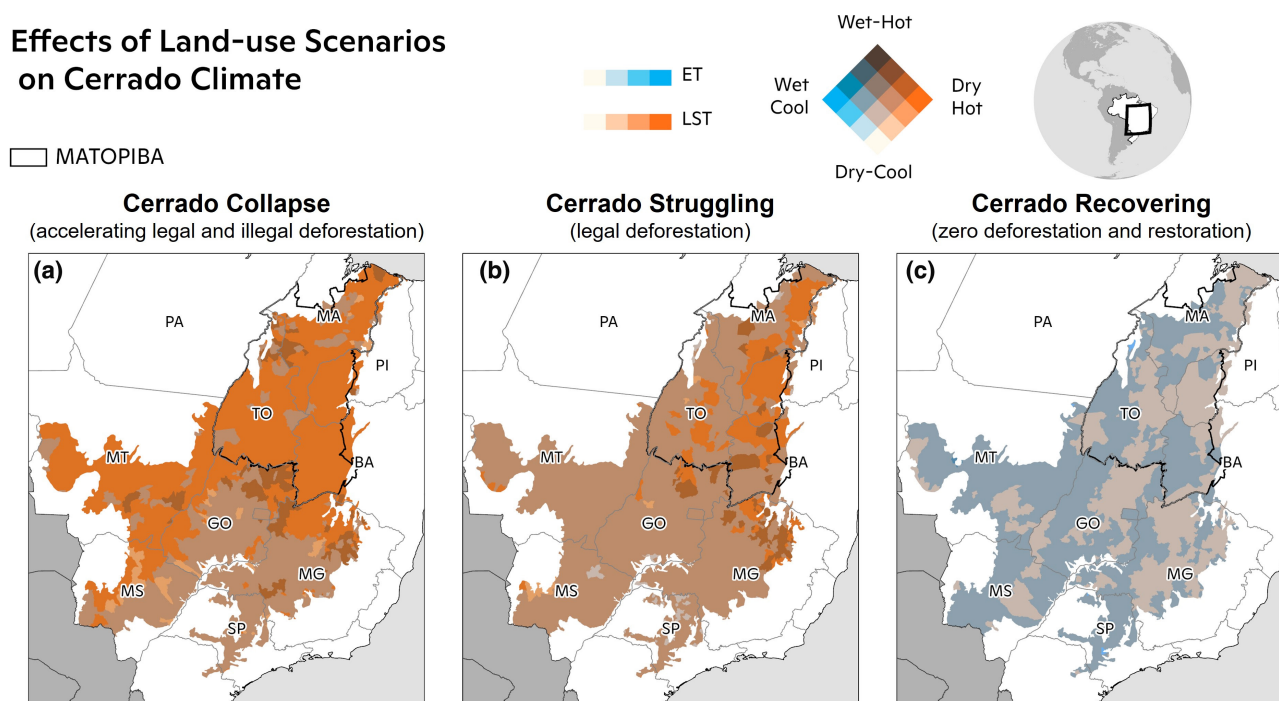 Effects of Land-use Scenarios
on Cerrado Climate
MATOPIBA
ET
LST
Wet-Hot
Wet
Cool
Dry
Hot
Dry-Cool
Cerrado Collapse
(accelerating legal and illegal deforestation)
Cerrado Struggling
(legal deforestation)
Cerrado Recovering
(zero deforestation and restoration)
(a)
PA
MA
PI
TO
MT
BA
GO
MG
MS
SP
(b)
PA
MA
PI
TO
MT
BA
GO
MG
MS
SP
(c)
PA
MA
PI
TO
MT
BA
GO
MG
MS
SP